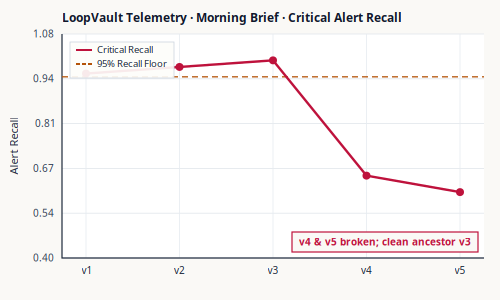 LoopVault Telemetry · Morning Brief · Critical Alert Recall
1.08
0.94
0.81
0.67
0.54
0.40
Alert Recall
Critical Recall
95% Recall Floor
v4 & v5 broken; clean ancestor v3
v1
v2
v3
v4
v5